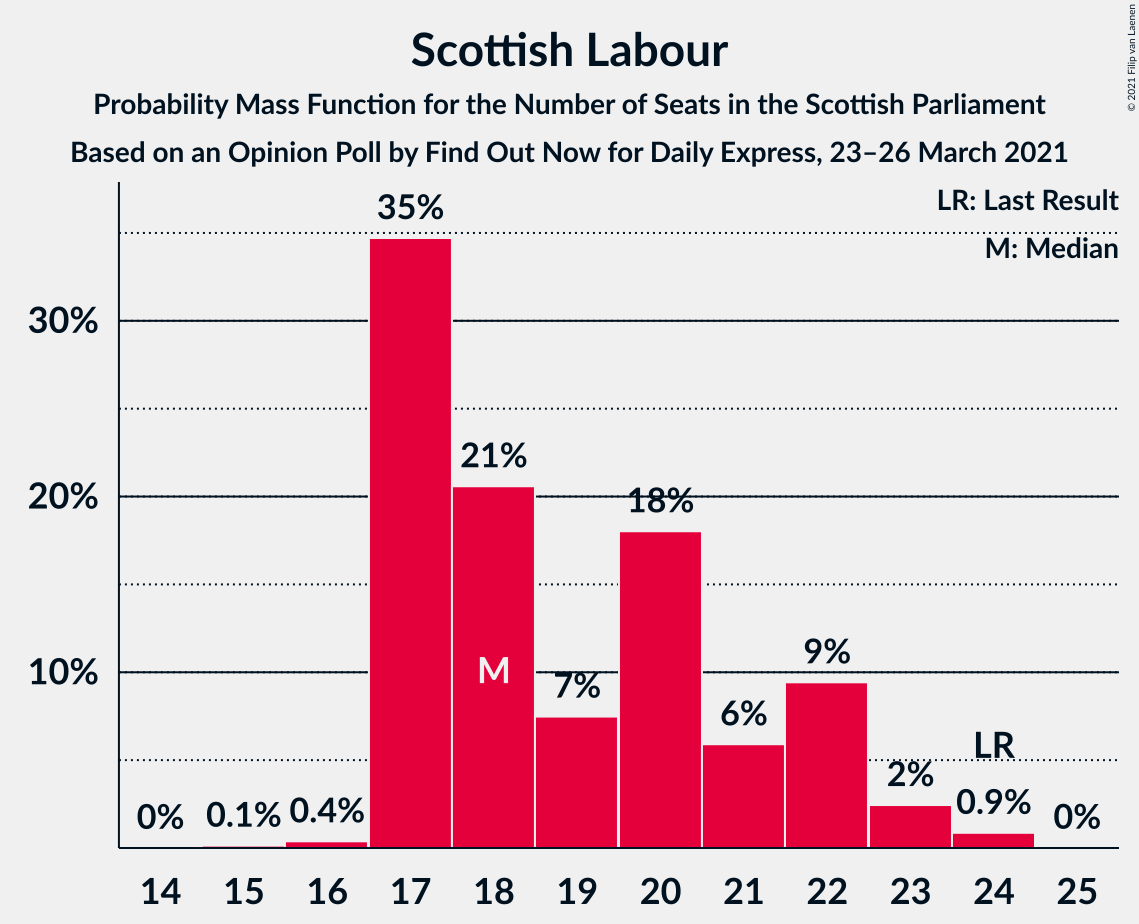 Scottish Labour
Probability Mass Function for the Number of Seats in the Scottish Parliament
Based on an Opinion Poll by Find Out Now for Daily Express, 23–26 March 2021
© 2021 Filip van Laenen
LR: Last Result
M: Median
30%
20%
10%
0%
0.1%
0.4%
35%
21%
M
7%
18%
6%
9%
2%
LR
0.9%
0%
14 15 16 17 18 19 20 21 22 23 24 25